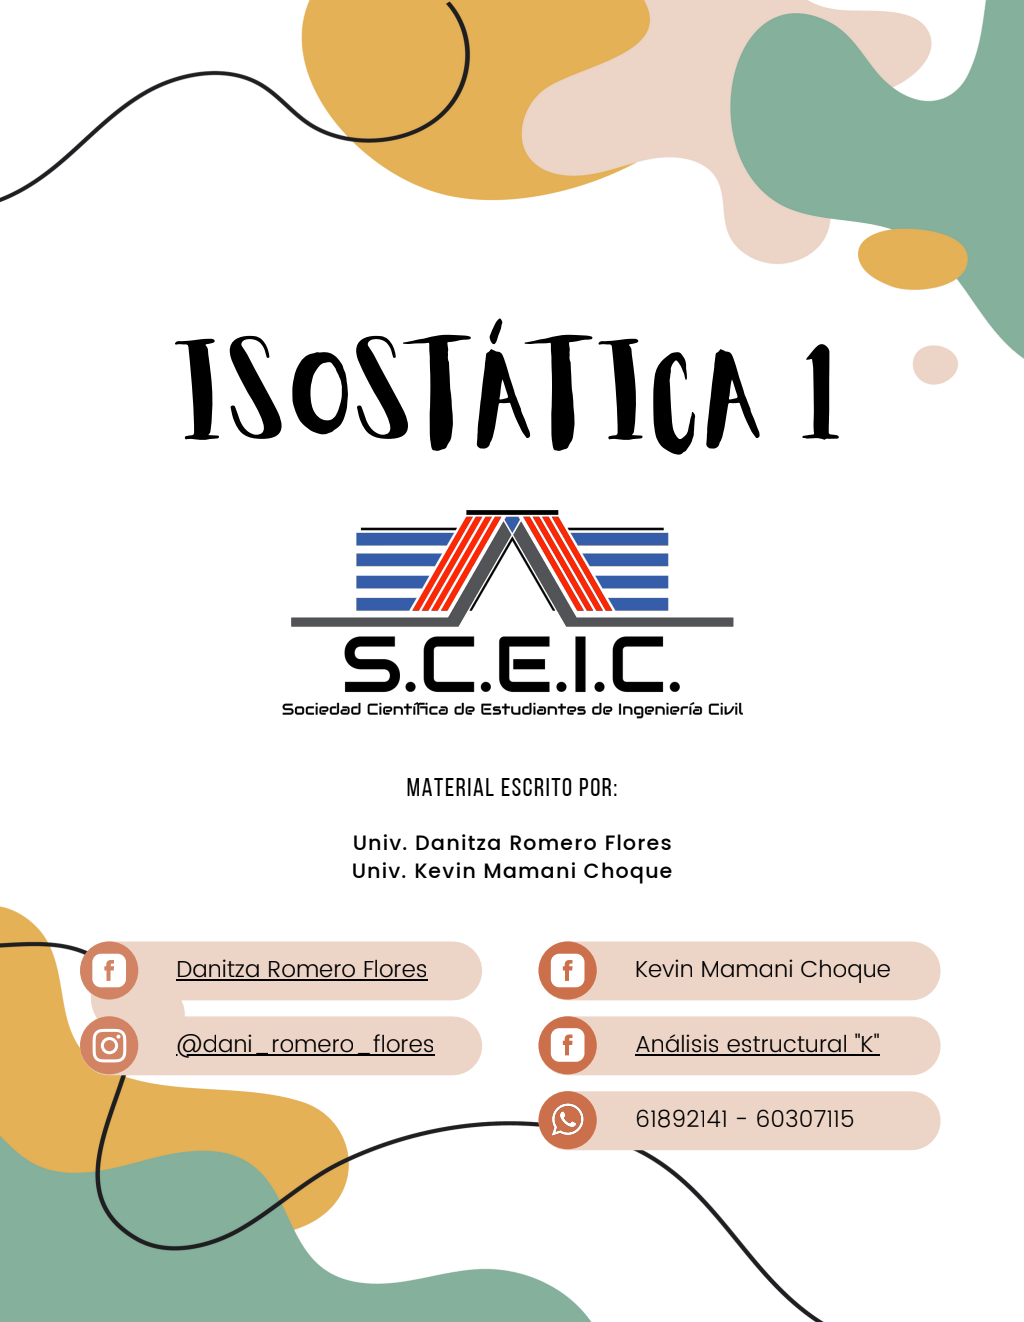 ISOSTÁTICA 1
S.C.E.I.C.
Sociedad Científica de Estudiantes de Ingeniería Civil
MATERIAL ESCRITO POR:
Univ. Danitza Romero Flores
Univ. Kevin Mamani Choque
Danitza Romero Flores
@dani_romero_flores
Kevin Mamani Choque
Análisis estructural "K"
61892141 - 60307115